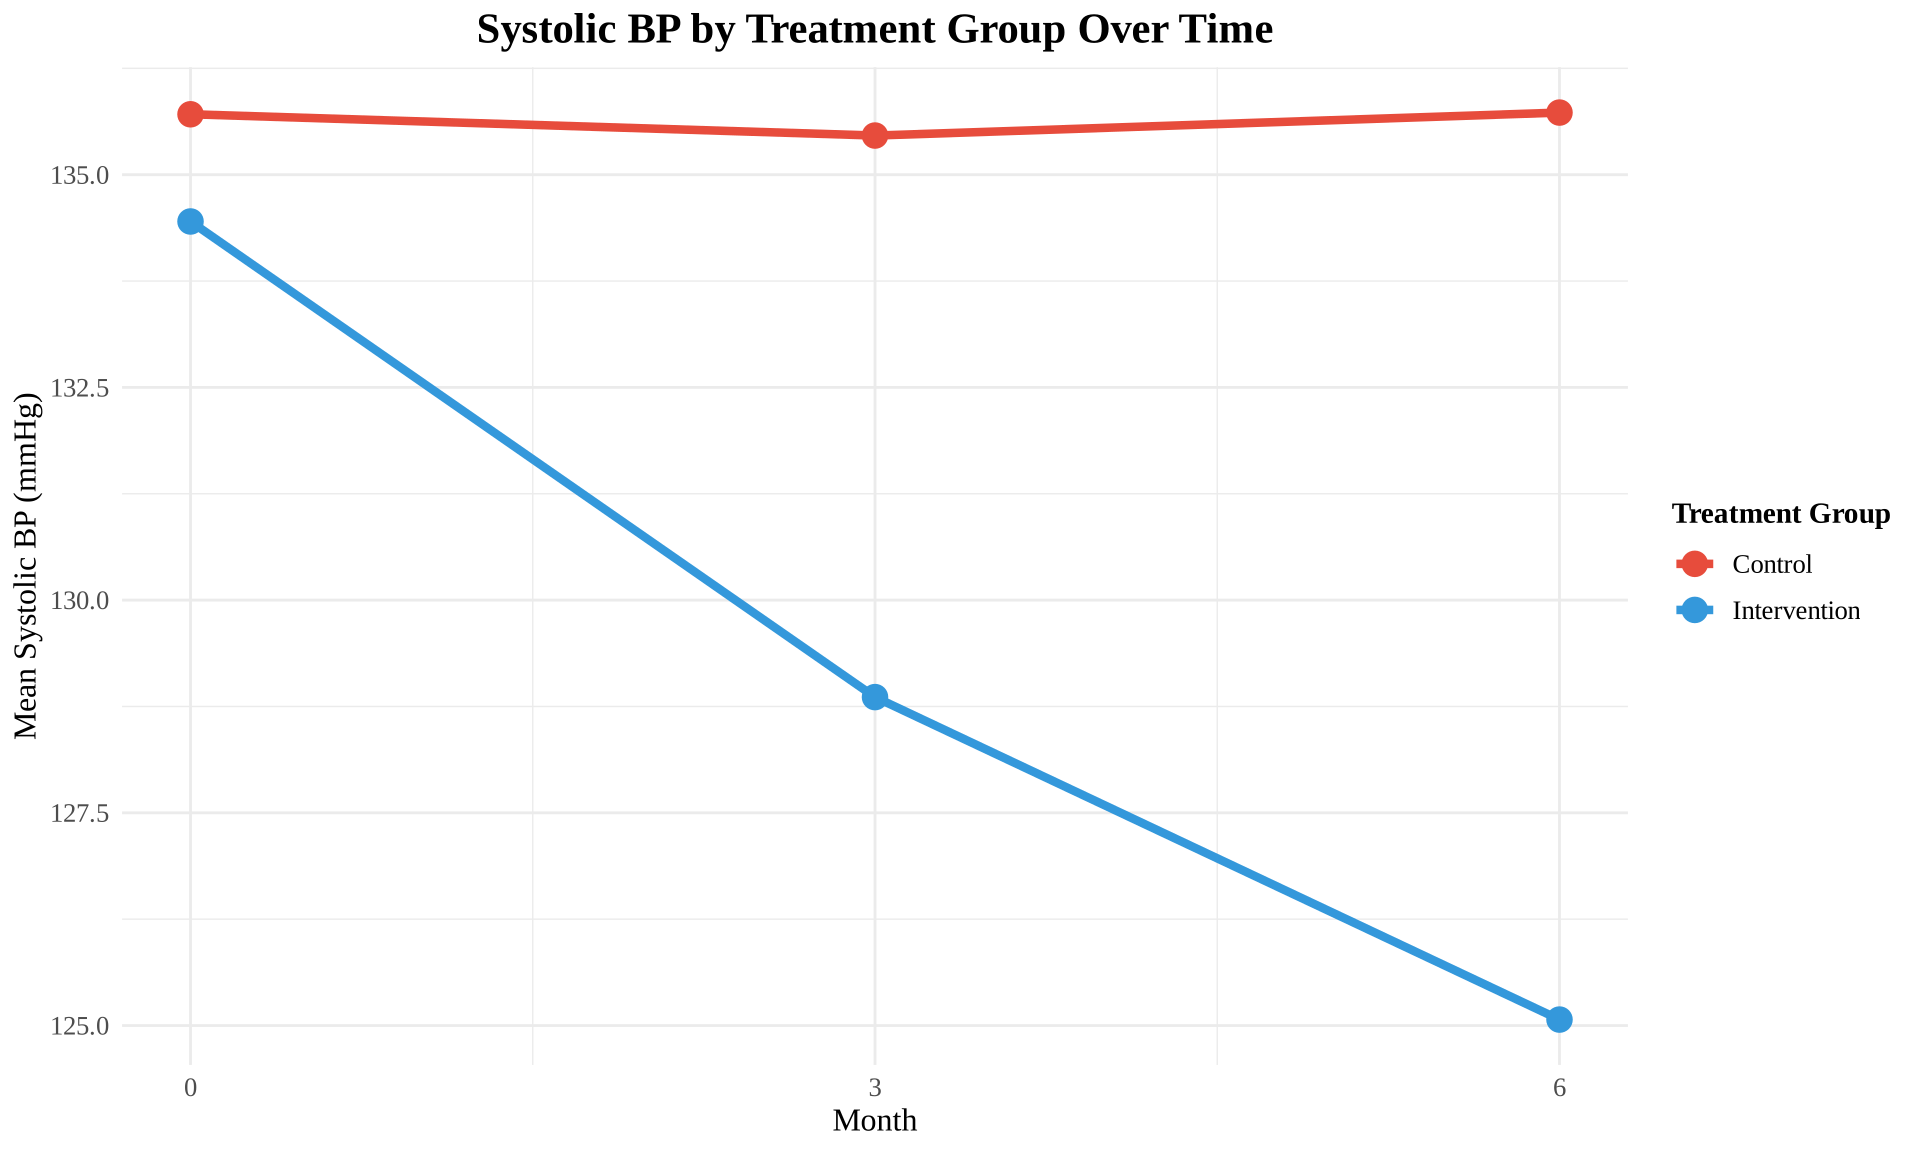 Systolic BP by Treatment Group Over Time
Mean Systolic BP (mmHg)
135.0
132.5
130.0
127.5
125.0
0 3 6
Month
Treatment Group
Control
Intervention